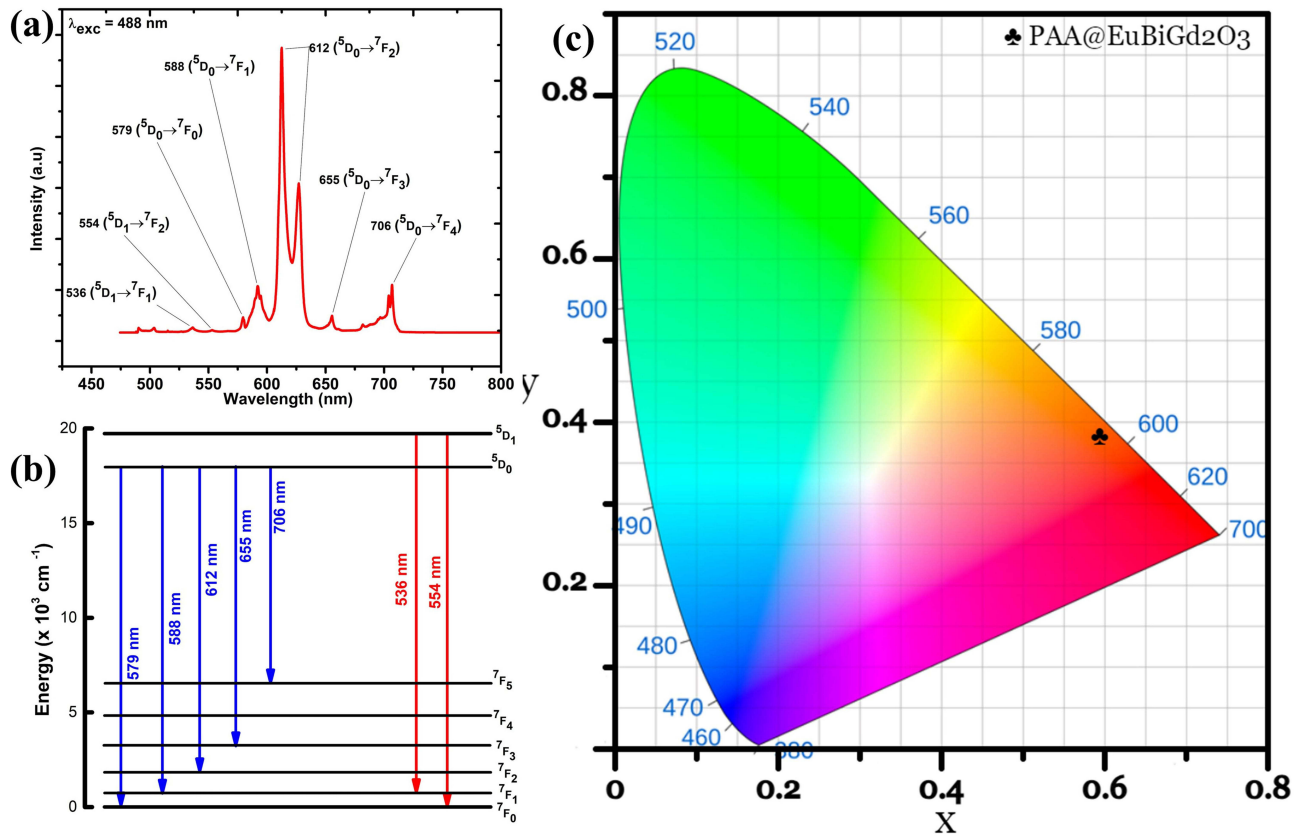 (a)
λexc = 488 nm
612 (⁵D₀→⁷F₂)
588 (⁵D₀→⁷F₁)
579 (⁵D₀→⁷F₀)
655 (⁵D₀→⁷F₃)
554 (⁵D₁→⁷F₂)
706 (⁵D₀→⁷F₄)
536 (⁵D₁→⁷F₁)
Intensity (a.u)
450 500 550 600 650 700 750 800
Wavelength (nm)
(b)
20
15
10
5
0
Energy (x 10³ cm⁻¹)
⁵D₁
⁵D₀
⁷F₅
⁷F₄
⁷F₃
⁷F₂
⁷F₁
⁷F₀
579 nm
588 nm
612 nm
655 nm
706 nm
536 nm
554 nm
(c)
♣ PAA@EuBiGd2O3
520
540
560
580
600
620
700
500
490
480
470
460
380
0.8
0.6
0.4
0.2
y
0 0.2 0.4 0.6 0.8
X